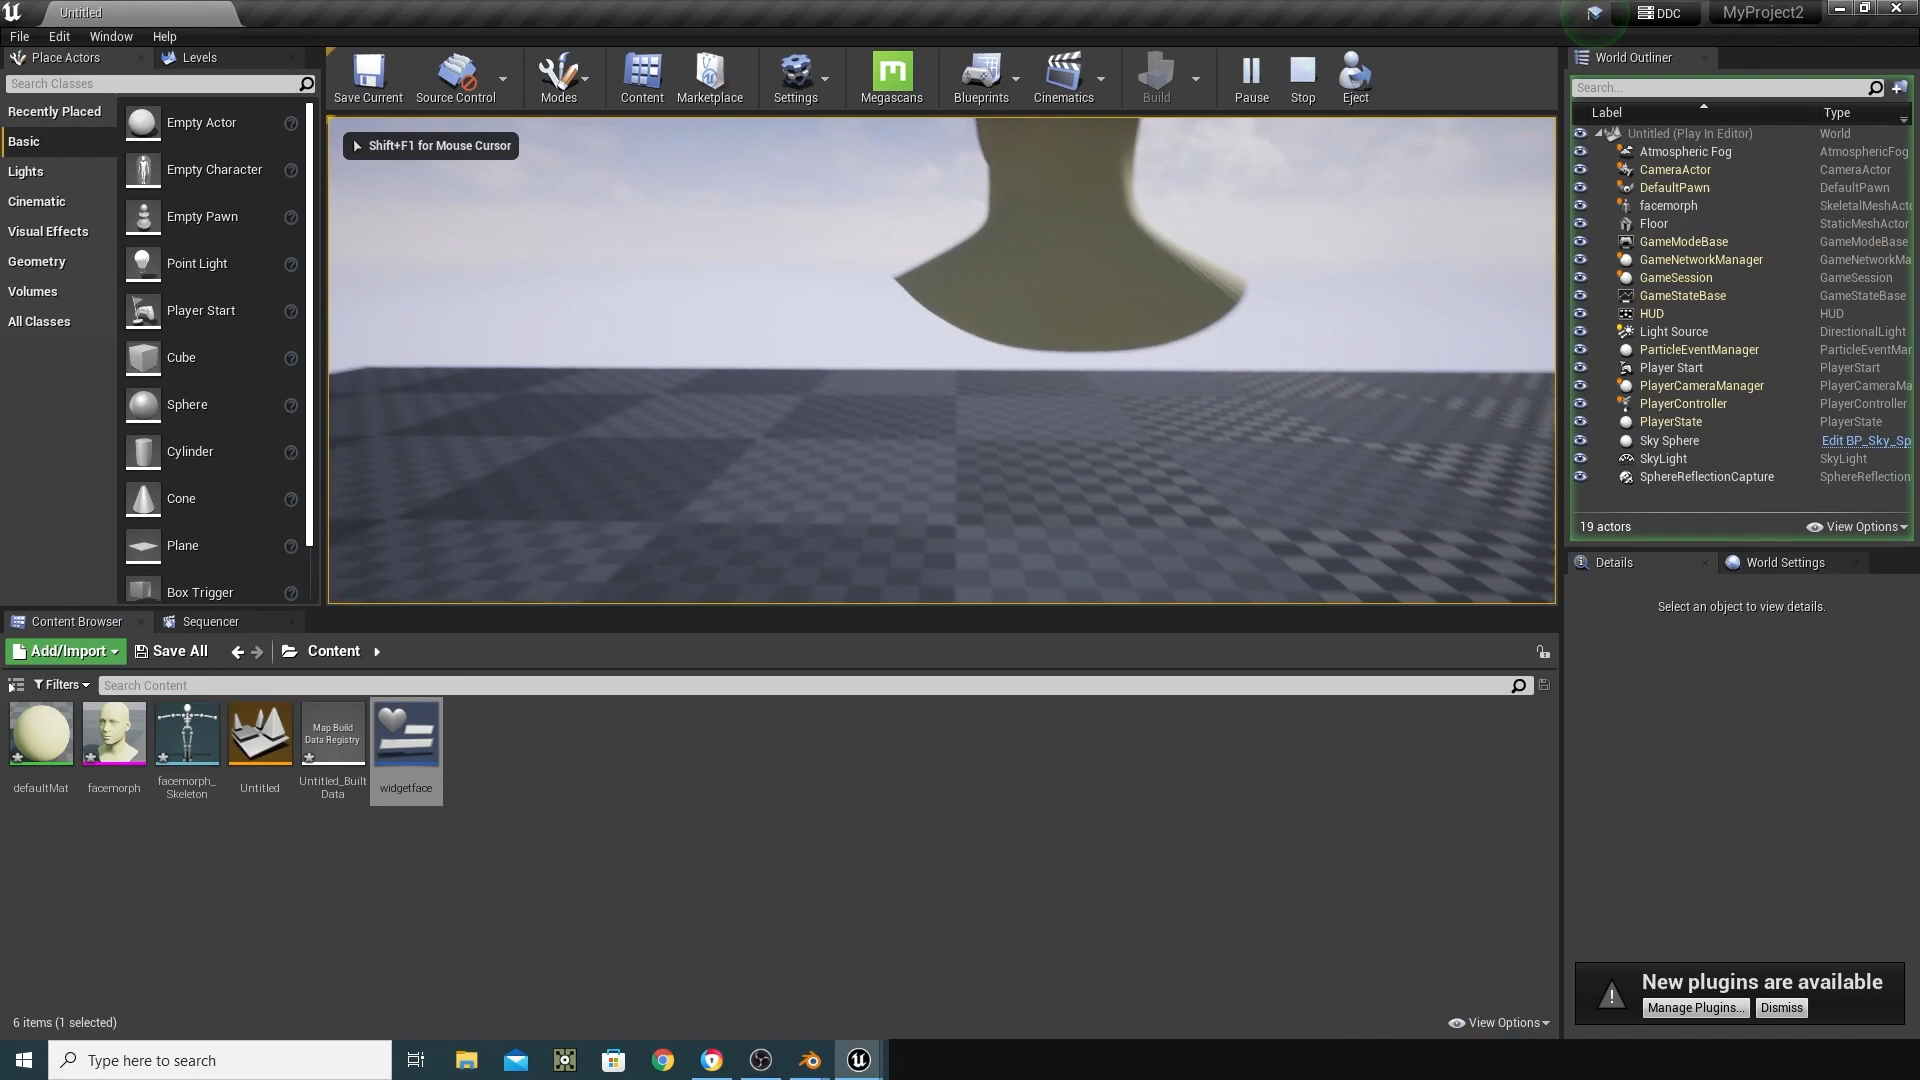 Untitled
DDC
MyProject2
File Edit Window Help
Place Actors
Levels
Search Classes
Recently Placed
Basic
Lights
Cinematic
Visual Effects
Geometry
Volumes
All Classes
Empty Actor
Empty Character
Empty Pawn
Point Light
Player Start
Cube
Sphere
Cylinder
Cone
Plane
Box Trigger
Save Current
Source Control
Modes
Content
Marketplace
Settings
Megascans
Blueprints
Cinematics
Build
Pause
Stop
Eject
Shift+F1 for Mouse Cursor
World Outliner
Search...
Label Type
Untitled (Play In Editor) World
Atmospheric Fog AtmosphericFog
CameraActor CameraActor
DefaultPawn DefaultPawn
facemorph SkeletalMeshActo
Floor StaticMeshActor
GameModeBase GameModeBase
GameNetworkManager GameNetworkMa
GameSession GameSession
GameStateBase GameStateBase
HUD HUD
Light Source DirectionalLight
ParticleEventManager ParticleEventMar
Player Start PlayerStart
PlayerCameraManager PlayerCameraMa
PlayerController PlayerController
PlayerState PlayerState
Sky Sphere Edit BP_Sky_Sp
SkyLight SkyLight
SphereReflectionCapture SphereReflection
19 actors
View Options
Details
World Settings
Select an object to view details.
Content Browser
Sequencer
Add/Import
Save All
Content
Filters
Search Content
defaultMat
facemorph
facemorph_
Skeleton
Untitled
Map Build
Data Registry
Untitled_Built
Data
widgetface
6 items (1 selected)
View Options
New plugins are available
Manage Plugins...
Dismiss
Type here to search